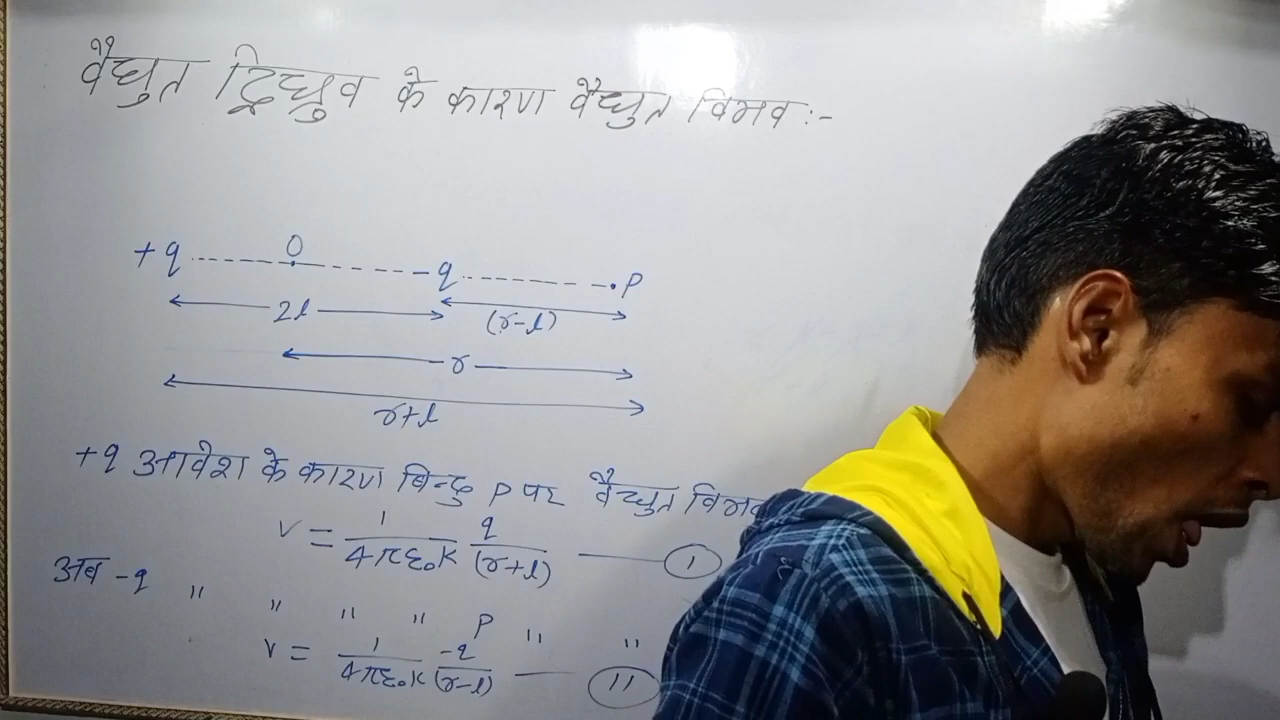 वैद्युत द्विध्रुव के कारण वैद्युत विभव :-
+q O -q .P
2l (r-l)
r
r+l
+q आवेश के कारण बिन्दु P पर वैद्युत विभव
V = 1/4πε₀K q/(r+l) — (1)
अब -q " " " " P " "
V = 1/4πε₀K -q/(r-l) — (11)